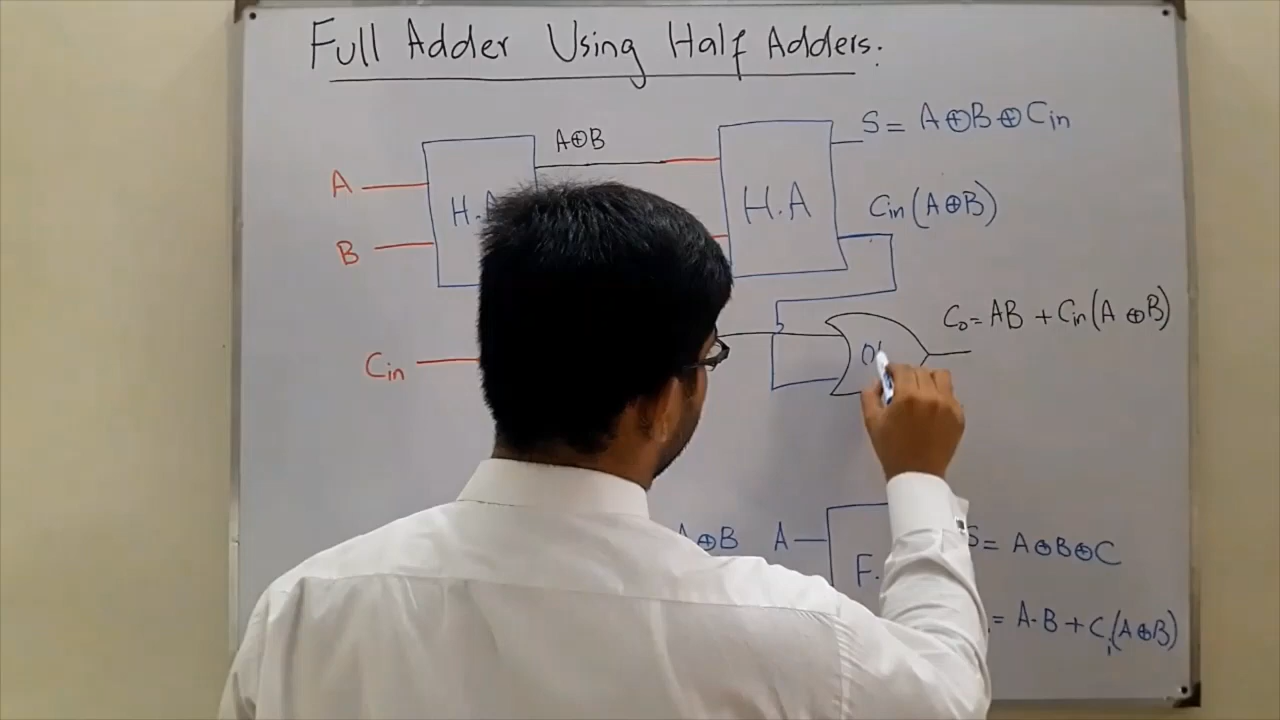 Full Adder Using Half Adders.
A⊕B
S = A⊕B⊕Cin
A
H.A
Cin(A⊕B)
B
C₀ = AB + Cin(A⊕B)
Cin
A⊕B
A
S = A⊕B⊕C
F.
= A·B + Cᵢ(A⊕B)